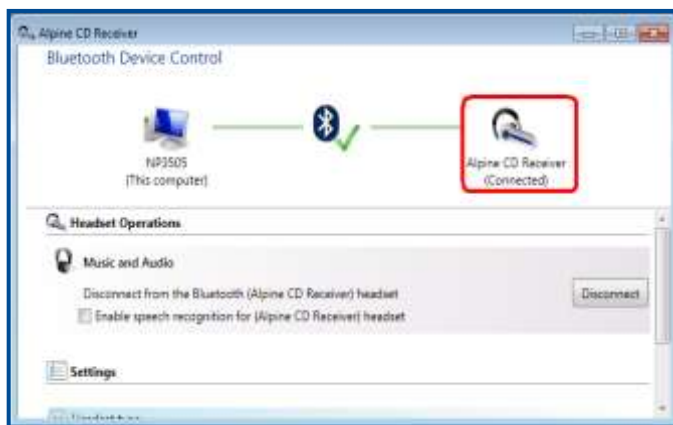 Alpine CD Receiver
Bluetooth Device Control
NP3505
(This computer)
Alpine CD Receiver
(Connected)
Headset Operations
Music and Audio
Disconnect from the Bluetooth (Alpine CD Receiver) headset
Disconnect
Enable speech recognition for (Alpine CD Receiver) headset
Settings